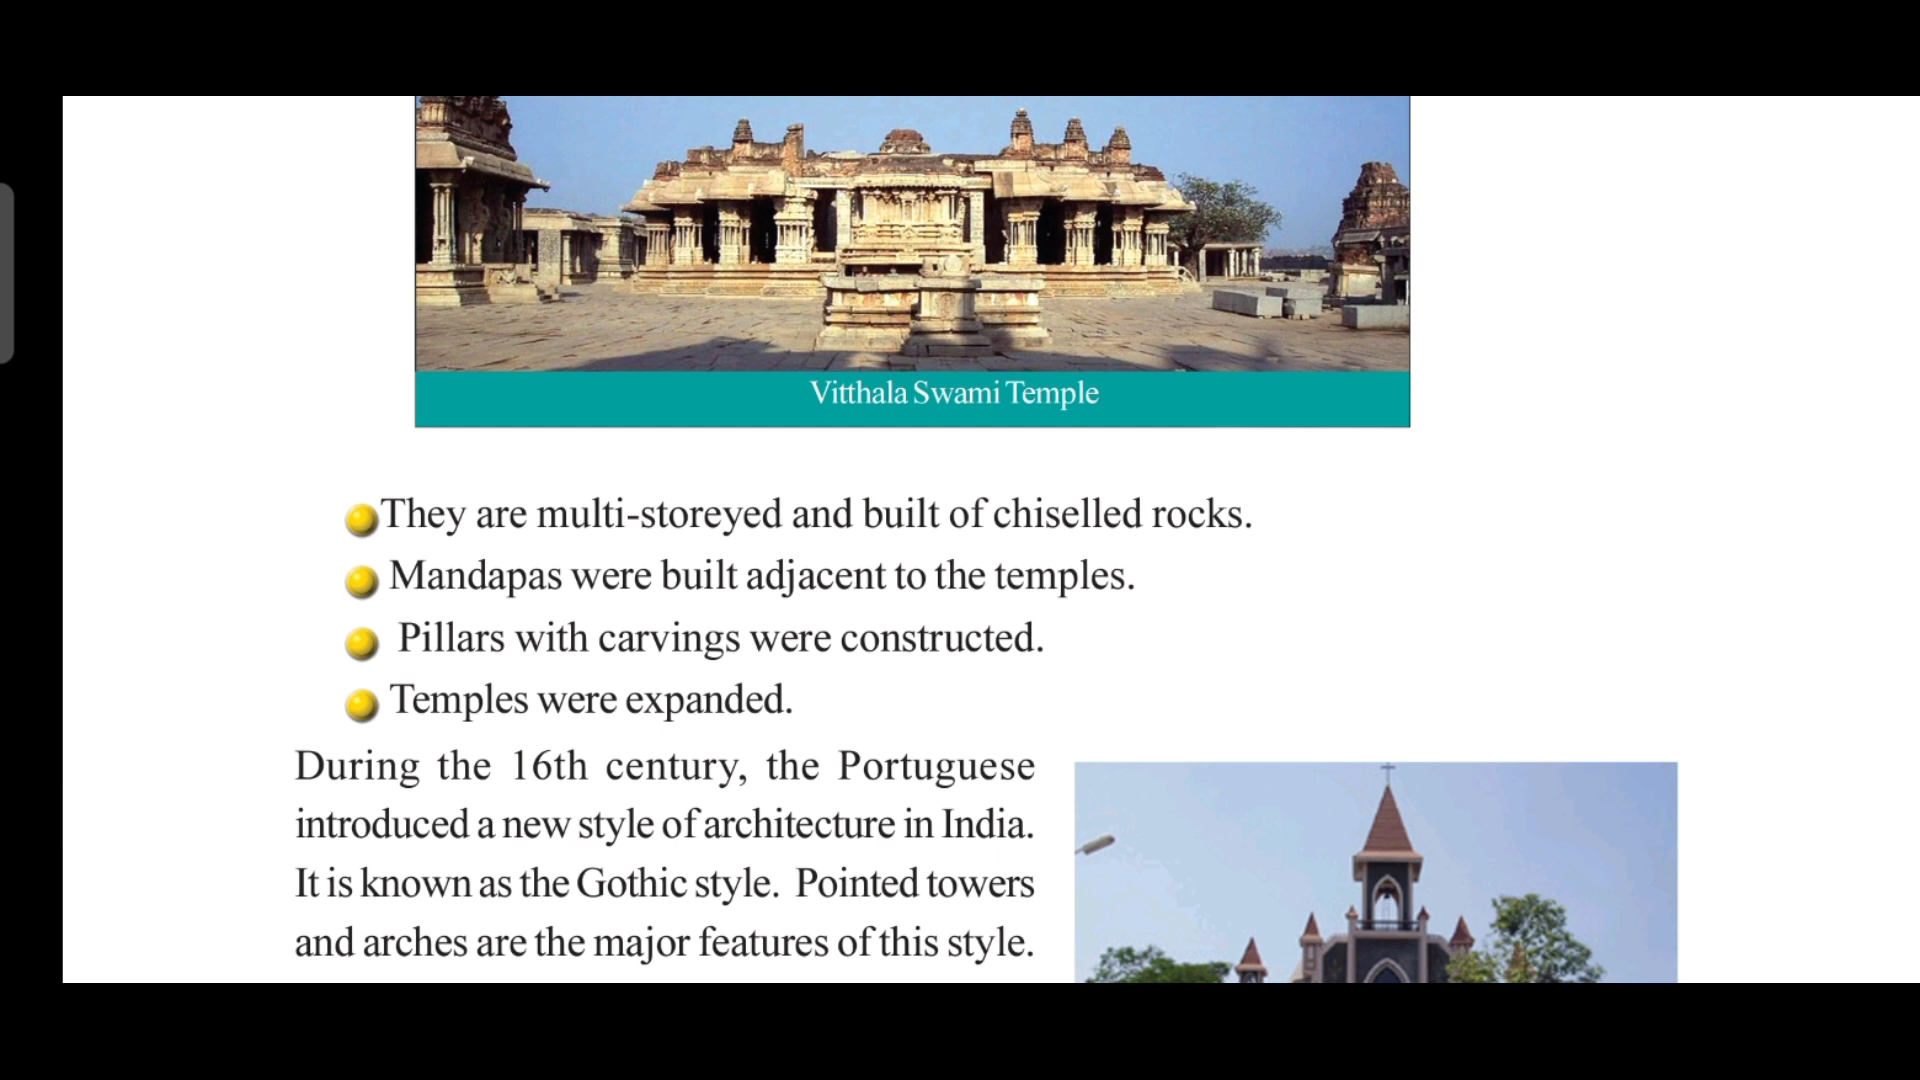 Vitthala Swami Temple
They are multi-storeyed and built of chiselled rocks.
Mandapas were built adjacent to the temples.
Pillars with carvings were constructed.
Temples were expanded.
During the 16th century, the Portuguese
introduced a new style of architecture in India.
It is known as the Gothic style. Pointed towers
and arches are the major features of this style.